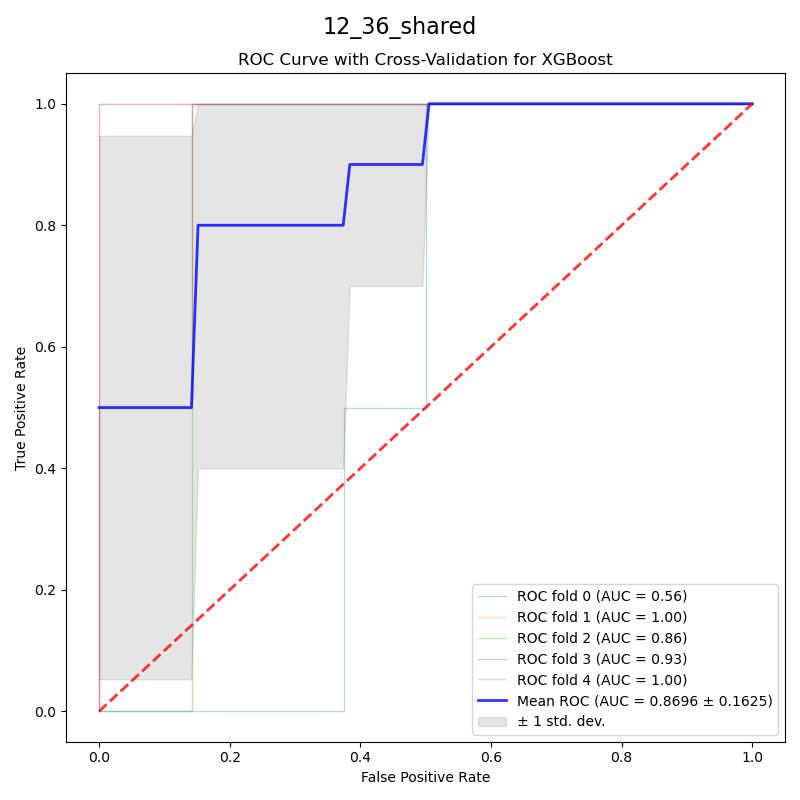 12_36_shared
ROC Curve with Cross-Validation for XGBoost
True Positive Rate
1.0
0.8
0.6
0.4
0.2
0.0
ROC fold 0 (AUC = 0.56)
ROC fold 1 (AUC = 1.00)
ROC fold 2 (AUC = 0.86)
ROC fold 3 (AUC = 0.93)
ROC fold 4 (AUC = 1.00)
Mean ROC (AUC = 0.8696 ± 0.1625)
± 1 std. dev.
0.0 0.2 0.4 0.6 0.8 1.0
False Positive Rate